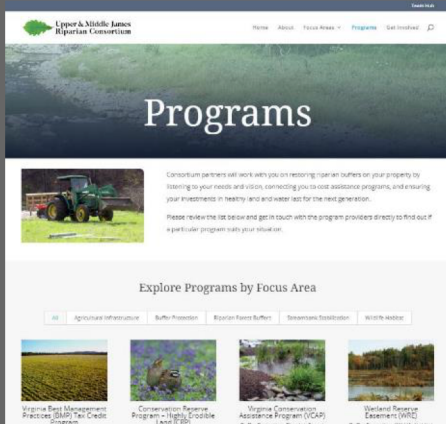 Upper & Middle James
Riparian Consortium
Home About Focus Areas Programs Get Involved
Programs
Consortium partners will work with you on restoring riparian buffers on your property by
listening to your needs and vision, connecting you to cost assistance programs, and ensuring
your investments in healthy land and water last for the next generation.
Please review the list below and get in touch with the program providers directly to find out if
a particular program suits your situation.
Explore Programs by Focus Area
All Agricultural Infrastructure Buffer Protection Riparian Forest Buffers Streambank Stabilization Wildlife Habitat
Virginia Best Management
Practices (BMP) Tax Credit
Program
Conservation Reserve
Program – Highly Erodible
Land (CRP)
Virginia Conservation
Assistance Program (VCAP)
Wetland Reserve
Easement (WRE)